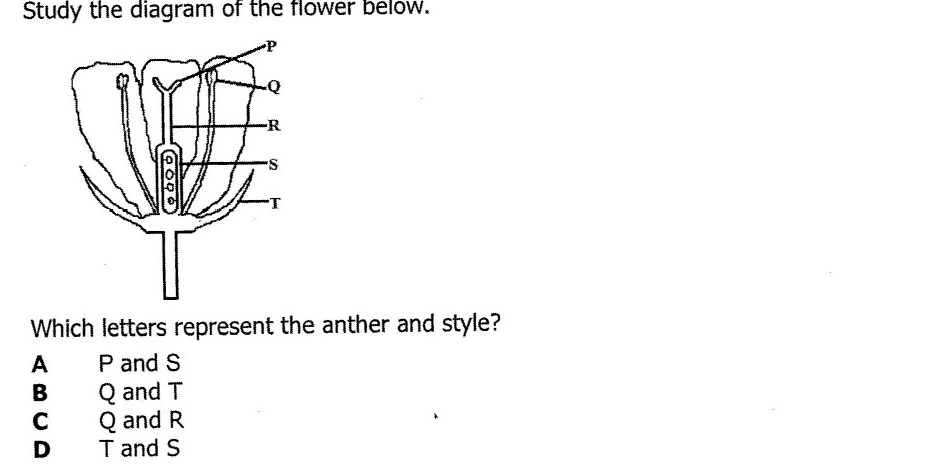 Study the diagram of the flower below.
P
Q
R
S
T
Which letters represent the anther and style?
A P and S
B Q and T
C Q and R
D T and S